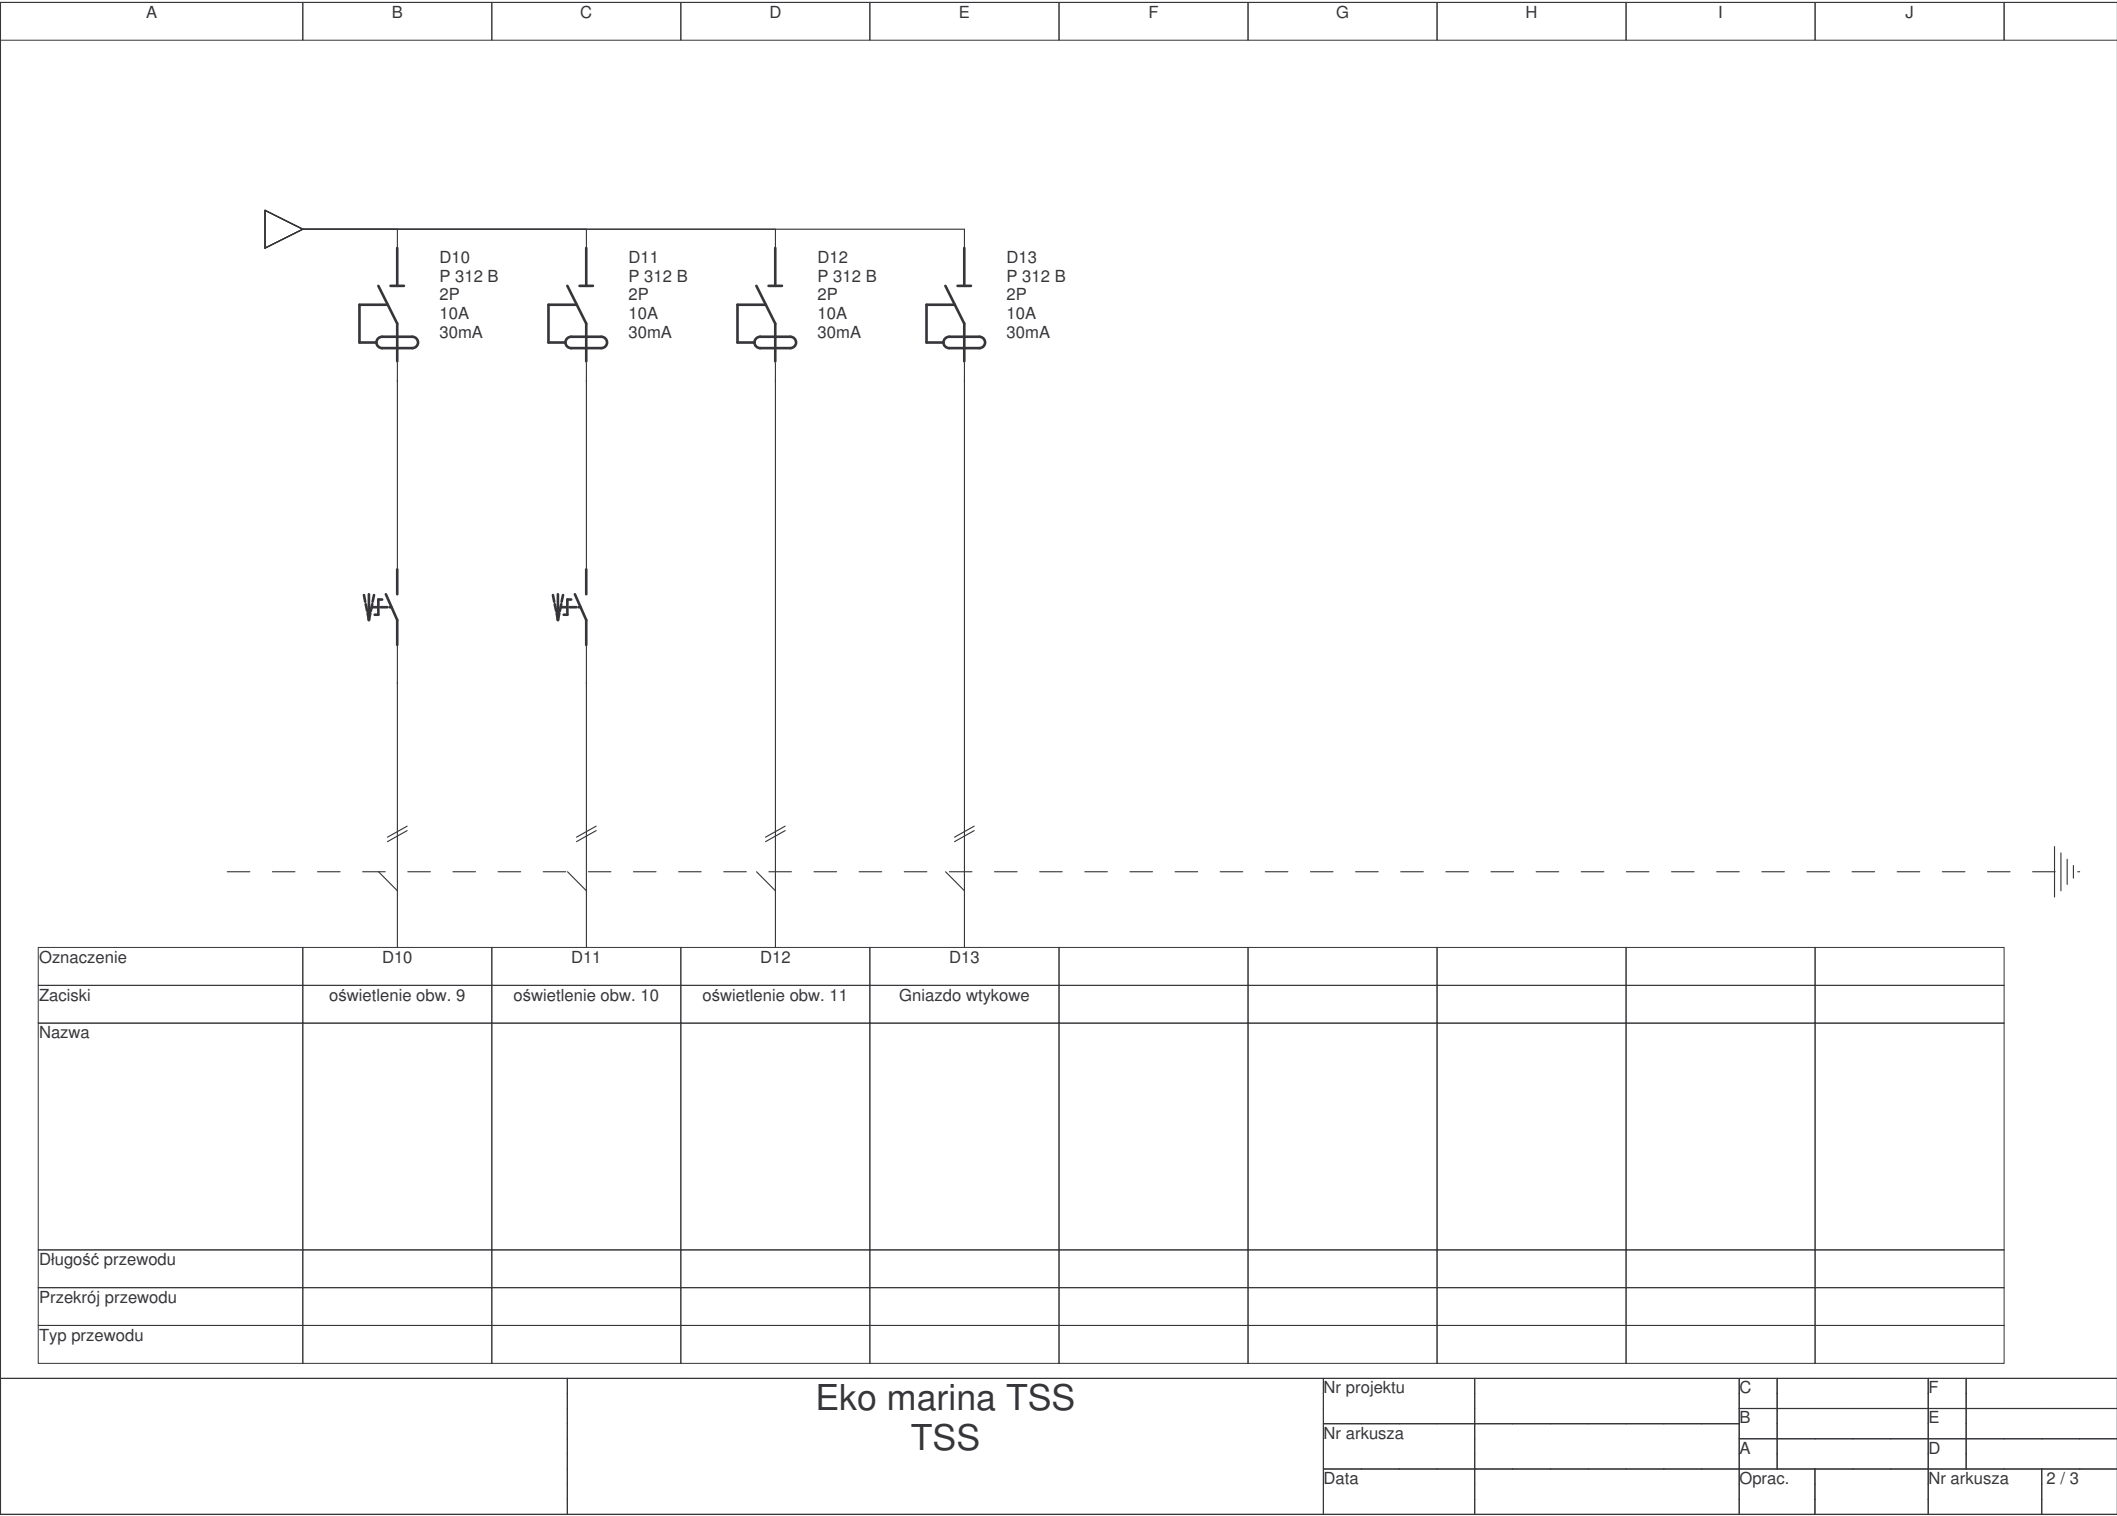 A B C D E F G H I J
D10
P 312 B
2P
10A
30mA
D11
P 312 B
2P
10A
30mA
D12
P 312 B
2P
10A
30mA
D13
P 312 B
2P
10A
30mA
Oznaczenie D10 D11 D12 D13
Zaciski oświetlenie obw. 9 oświetlenie obw. 10 oświetlenie obw. 11 Gniazdo wtykowe
Nazwa
Długość przewodu
Przekrój przewodu
Typ przewodu
Eko marina TSS
TSS
Nr projektu
Nr arkusza
Data
C F
B E
A D
Oprac. Nr arkusza 2 / 3